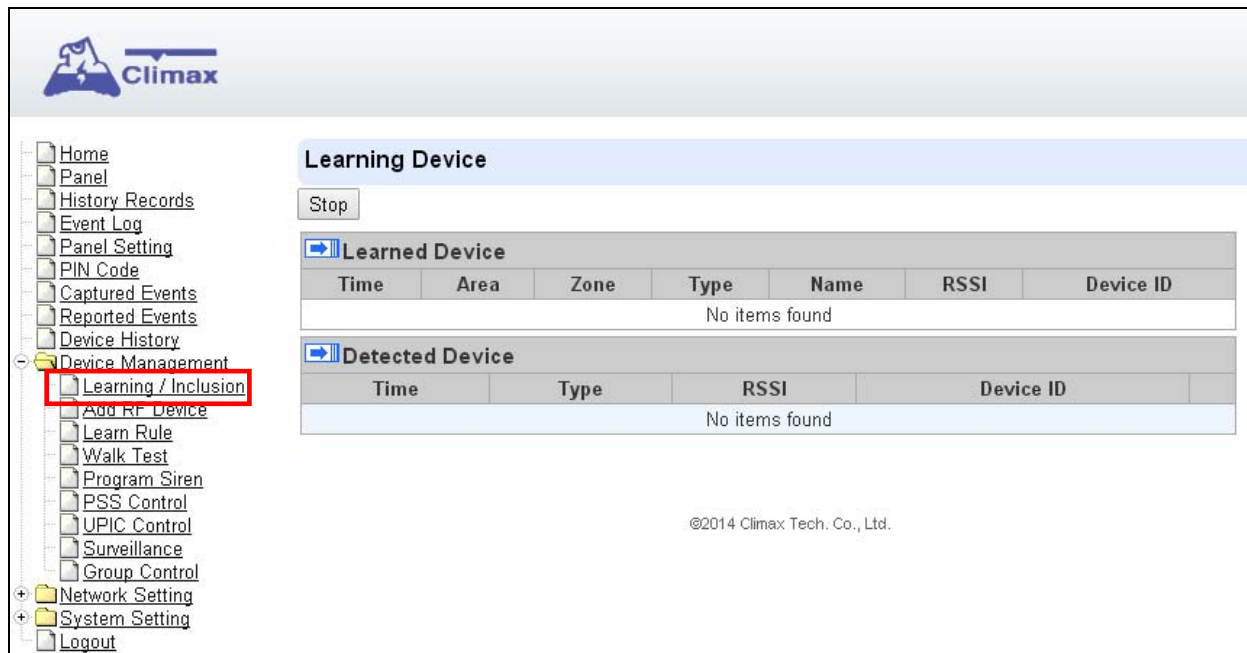 Climax
Home
Panel
History Records
Event Log
Panel Setting
PIN Code
Captured Events
Reported Events
Device History
Device Management
Learning / Inclusion
Add RF Device
Learn Rule
Walk Test
Program Siren
PSS Control
UPIC Control
Surveillance
Group Control
Network Setting
System Setting
Logout
Learning Device
Stop
Learned Device
Time Area Zone Type Name RSSI Device ID
No items found
Detected Device
Time Type RSSI Device ID
No items found
©2014 Climax Tech. Co., Ltd.